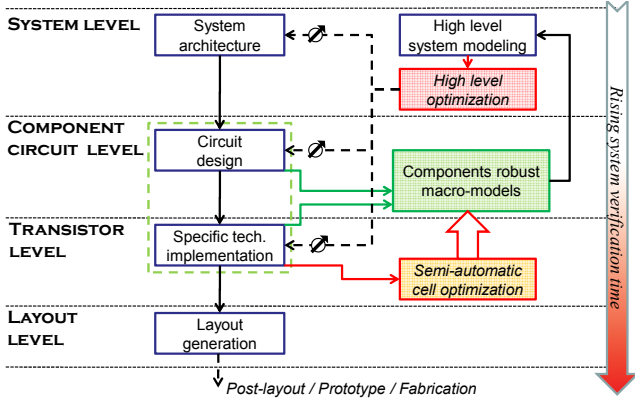 SYSTEM LEVEL
System
architecture
High level
system modeling
High level
optimization
COMPONENT
CIRCUIT LEVEL
Circuit
design
Components robust
macro-models
TRANSISTOR
LEVEL
Specific tech.
implementation
Semi-automatic
cell optimization
LAYOUT
LEVEL
Layout
generation
Post-layout / Prototype / Fabrication
Rising system verification time